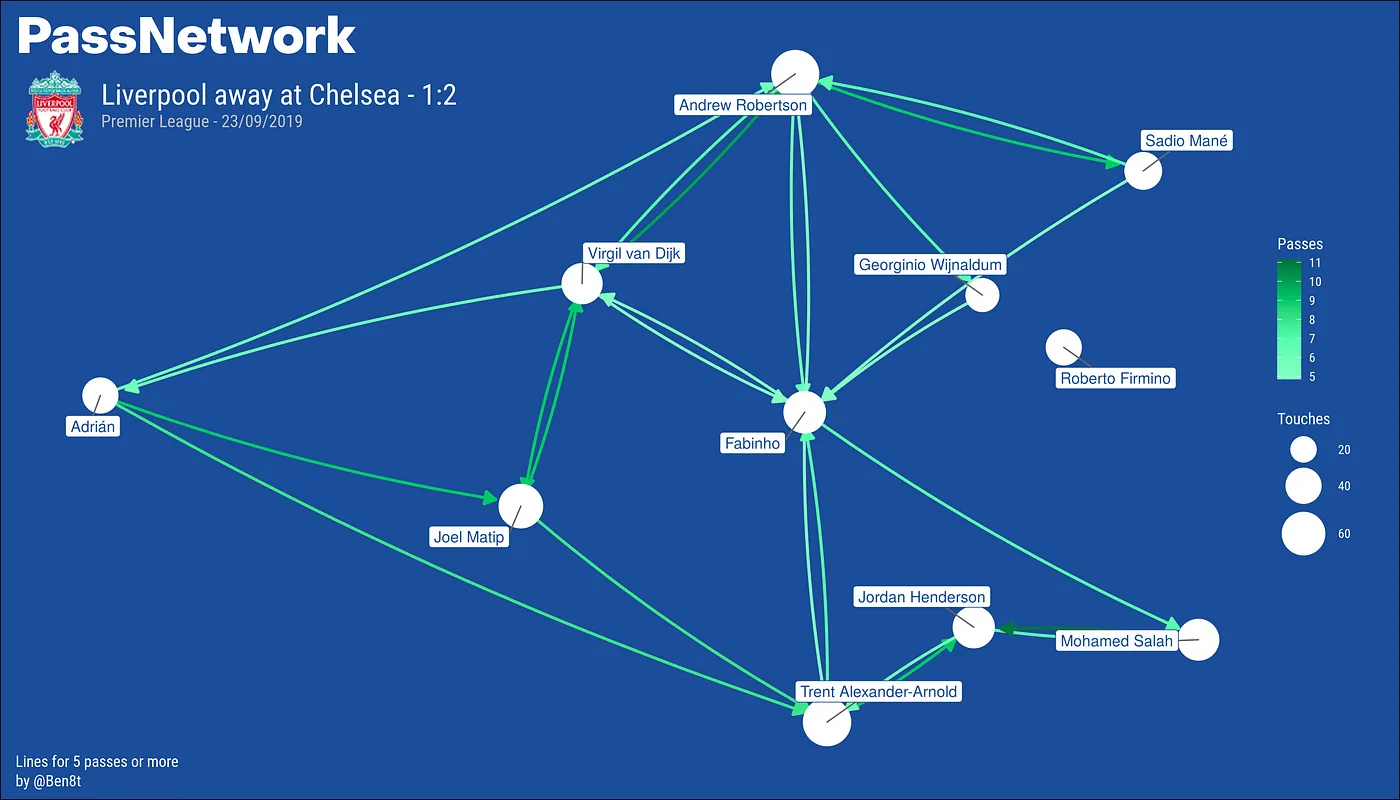 PassNetwork
Liverpool away at Chelsea - 1:2
Premier League - 23/09/2019
LIVERPOOL
Andrew Robertson
Sadio Mané
Virgil van Dijk
Georginio Wijnaldum
Roberto Firmino
Adrián
Fabinho
Joel Matip
Jordan Henderson
Mohamed Salah
Trent Alexander-Arnold
Passes
11
10
9
8
7
6
5
Touches
20
40
60
Lines for 5 passes or more
by @Ben8t